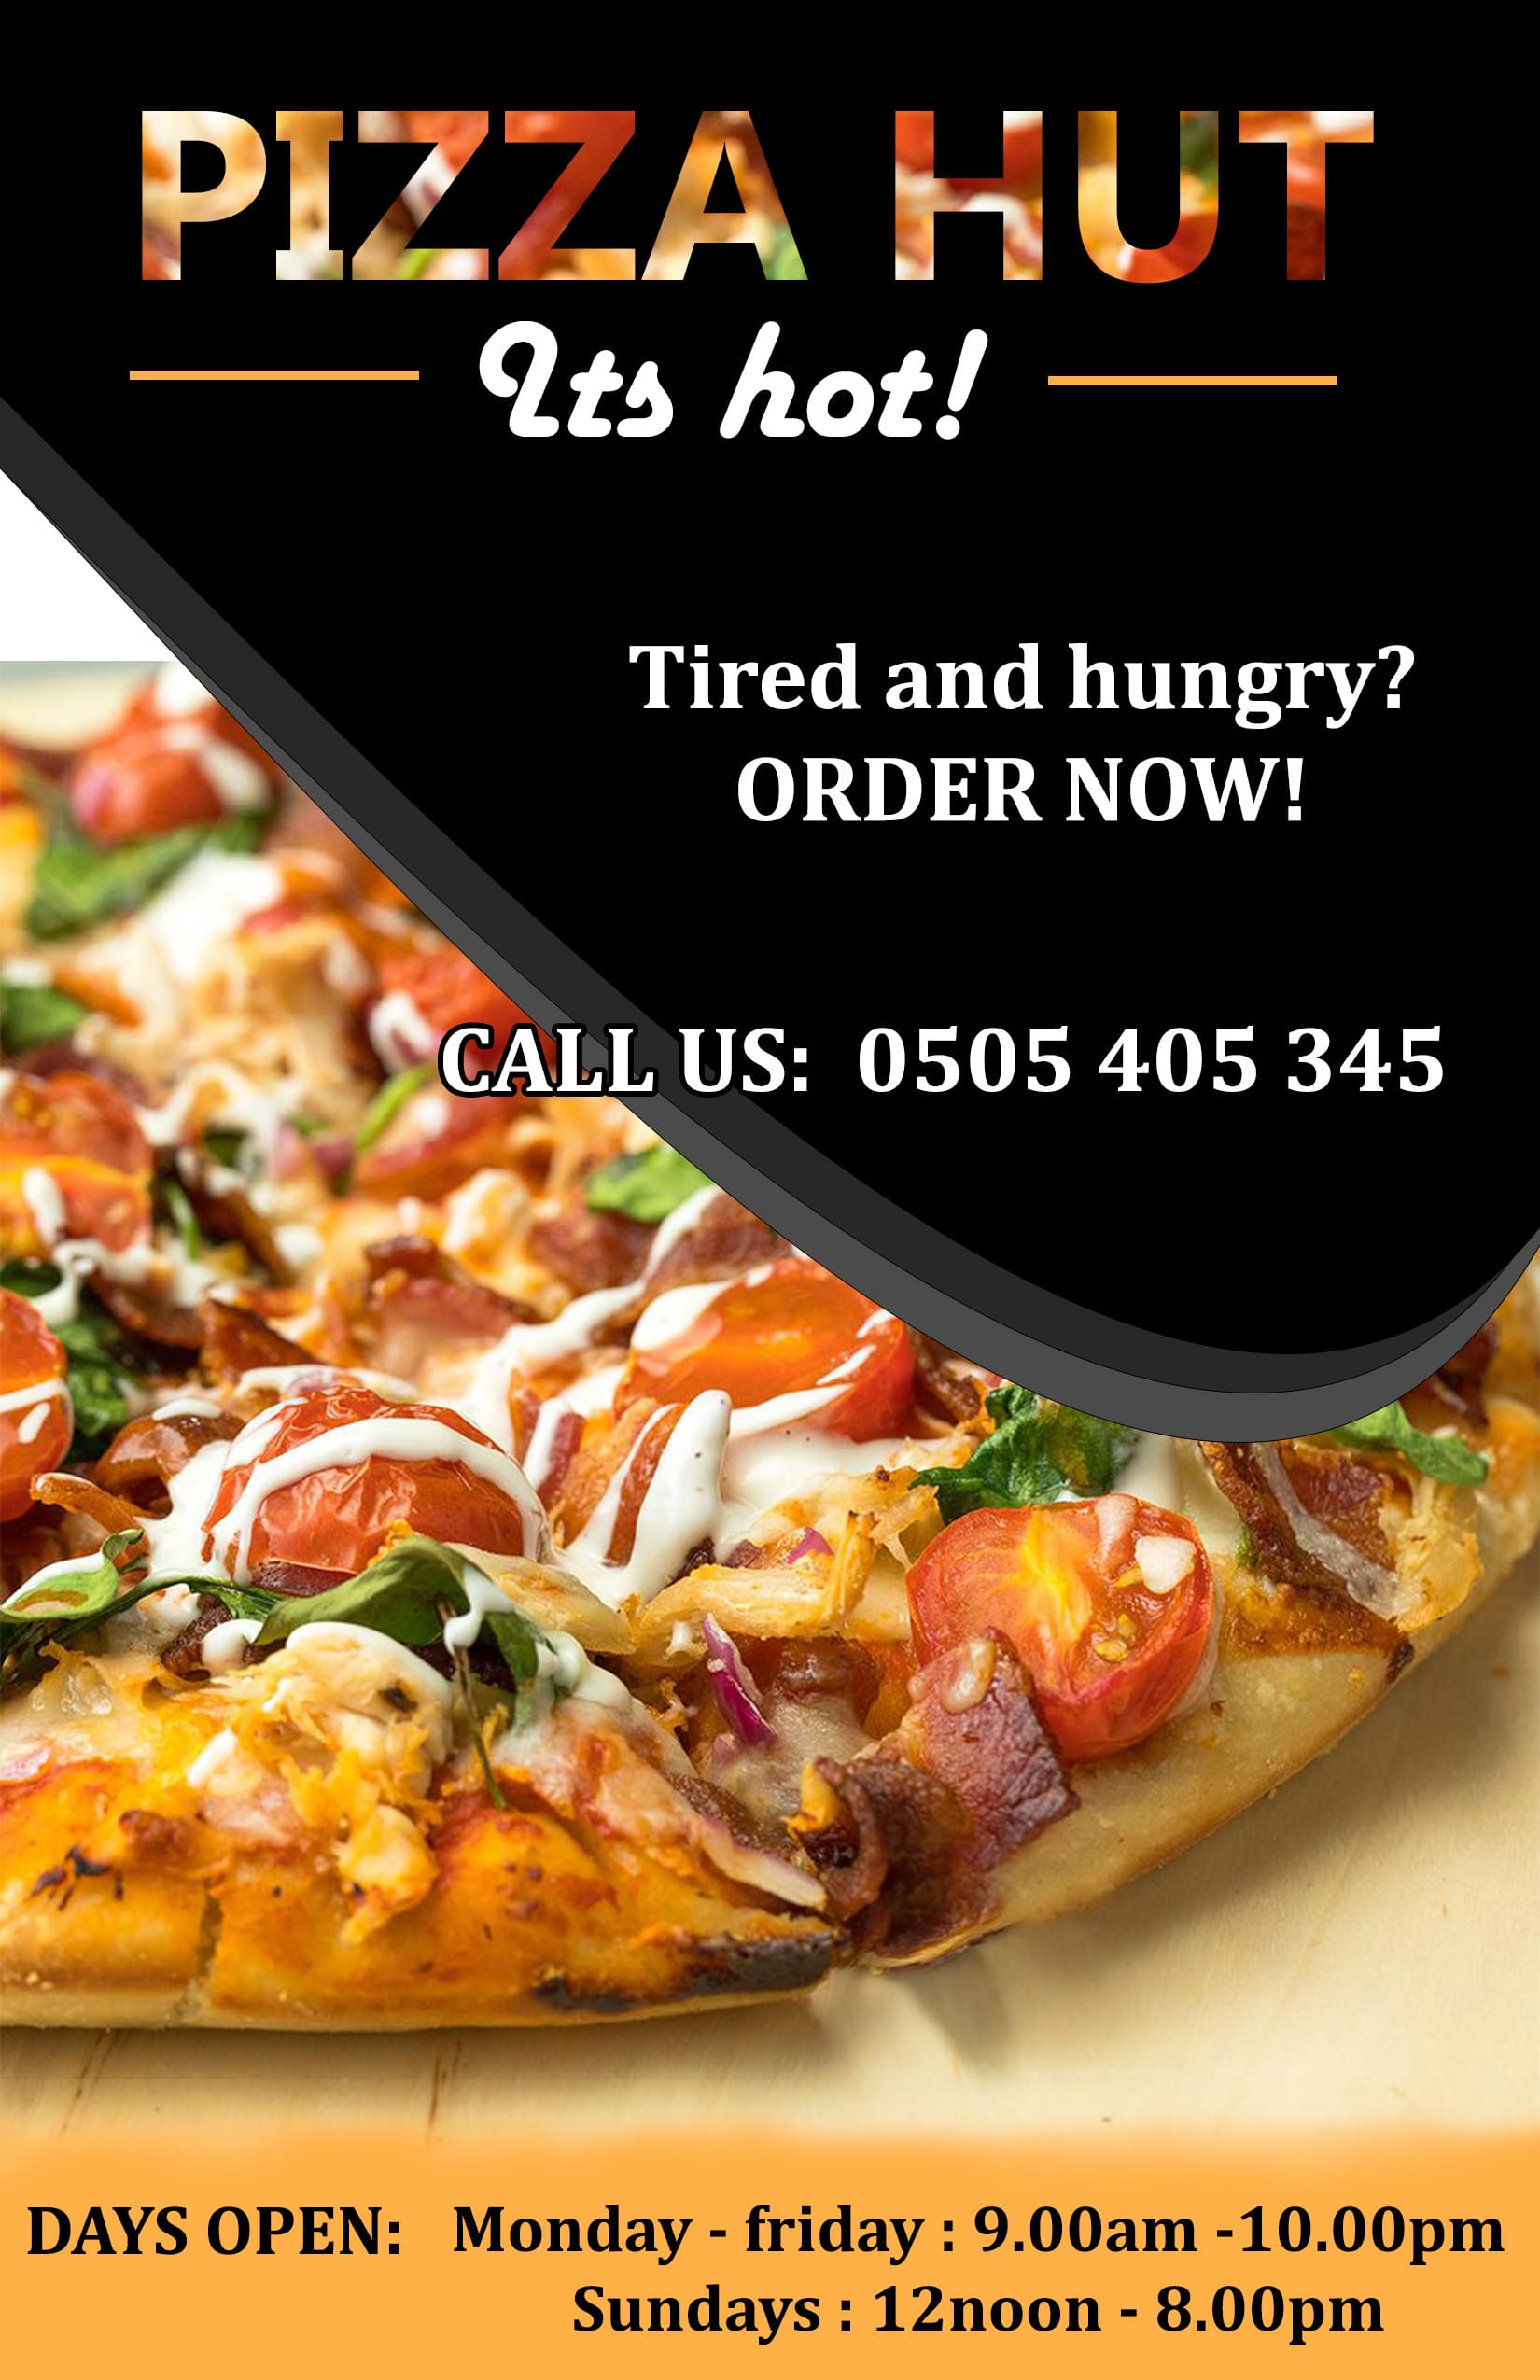 PIZZA HUT
Its hot!
Tired and hungry?
ORDER NOW!
CALL US: 0505 405 345
DAYS OPEN: Monday - friday : 9.00am -10.00pm
Sundays : 12noon - 8.00pm